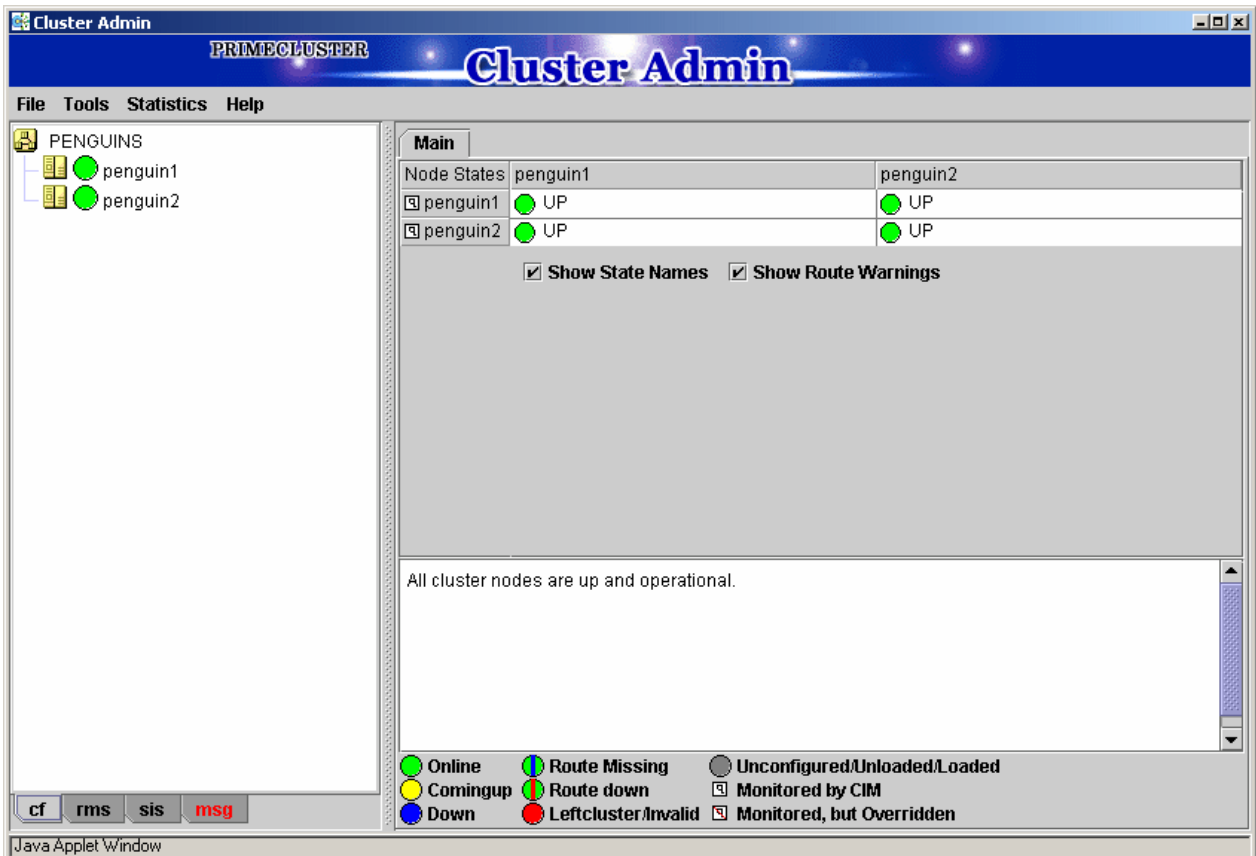 Cluster Admin
PRIMECLUSTER
Cluster Admin
File Tools Statistics Help
PENGUINS
penguin1
penguin2
Main
Node States penguin1 penguin2
penguin1 UP UP
penguin2 UP UP
Show State Names Show Route Warnings
All cluster nodes are up and operational.
Online Route Missing Unconfigured/Unloaded/Loaded
Comingup Route down Monitored by CIM
Down Leftcluster/Invalid Monitored, but Overridden
cf rms sis msg
Java Applet Window